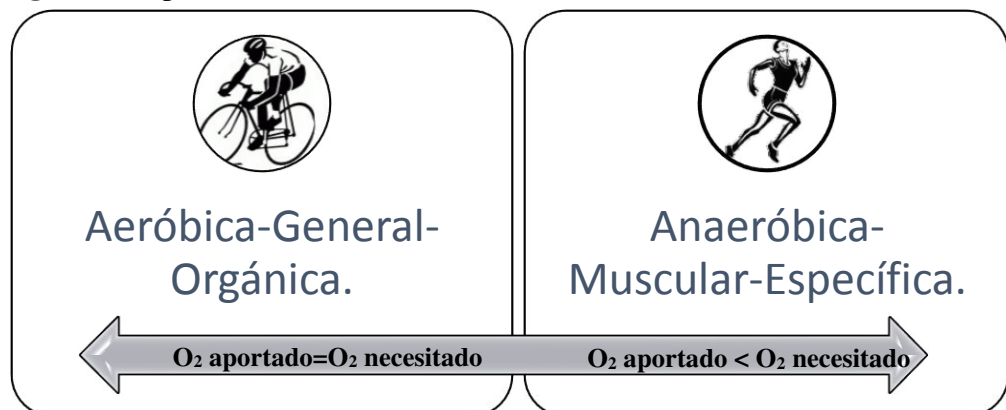 Aeróbica-General-
Orgánica.
Anaeróbica-
Muscular-Específica.
O₂ aportado=O₂ necesitado
O₂ aportado < O₂ necesitado